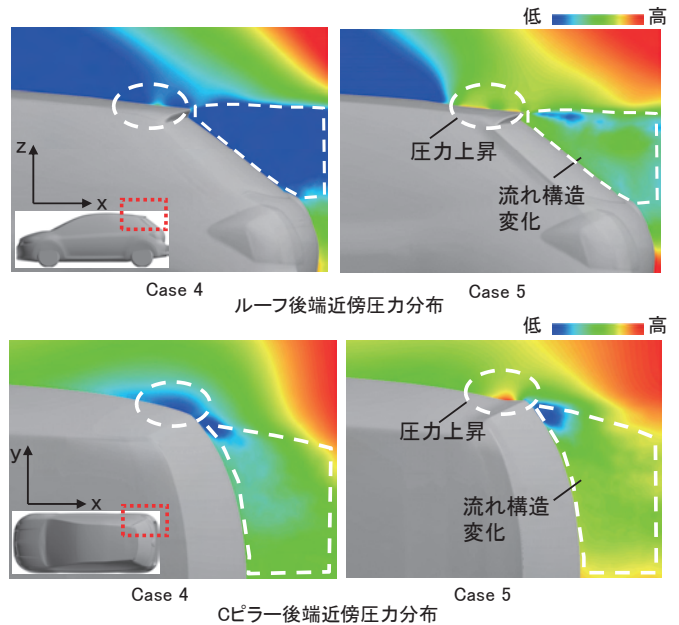 低 高
圧力上昇
流れ構造
変化
z
x
Case 4
Case 5
ルーフ後端近傍圧力分布
低 高
圧力上昇
流れ構造
変化
y
x
Case 4
Case 5
Cピラー後端近傍圧力分布